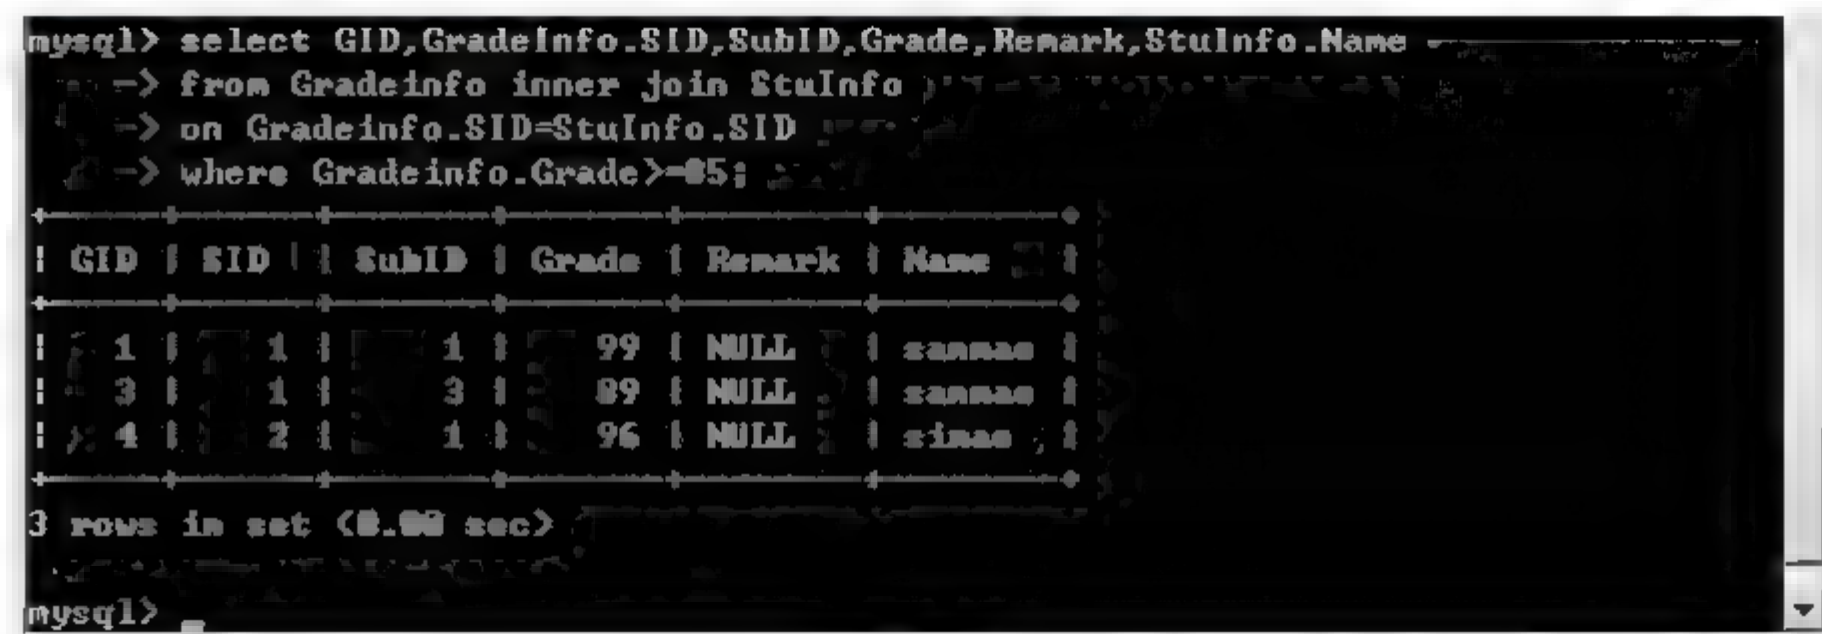 mysql> select GID,GradeInfo.SID,SubID,Grade,Remark,StuInfo.Name
-> from Gradeinfo inner join StuInfo
-> on Gradeinfo.SID=StuInfo.SID
-> where Gradeinfo.Grade>=85;
| GID | SID | SubID | Grade | Remark | Name |
| 1 | 1 | 1 | 99 | NULL | sanmao |
| 3 | 1 | 3 | 89 | NULL | sanmao |
| 4 | 2 | 1 | 96 | NULL | simao |
3 rows in set (0.00 sec)
mysql>